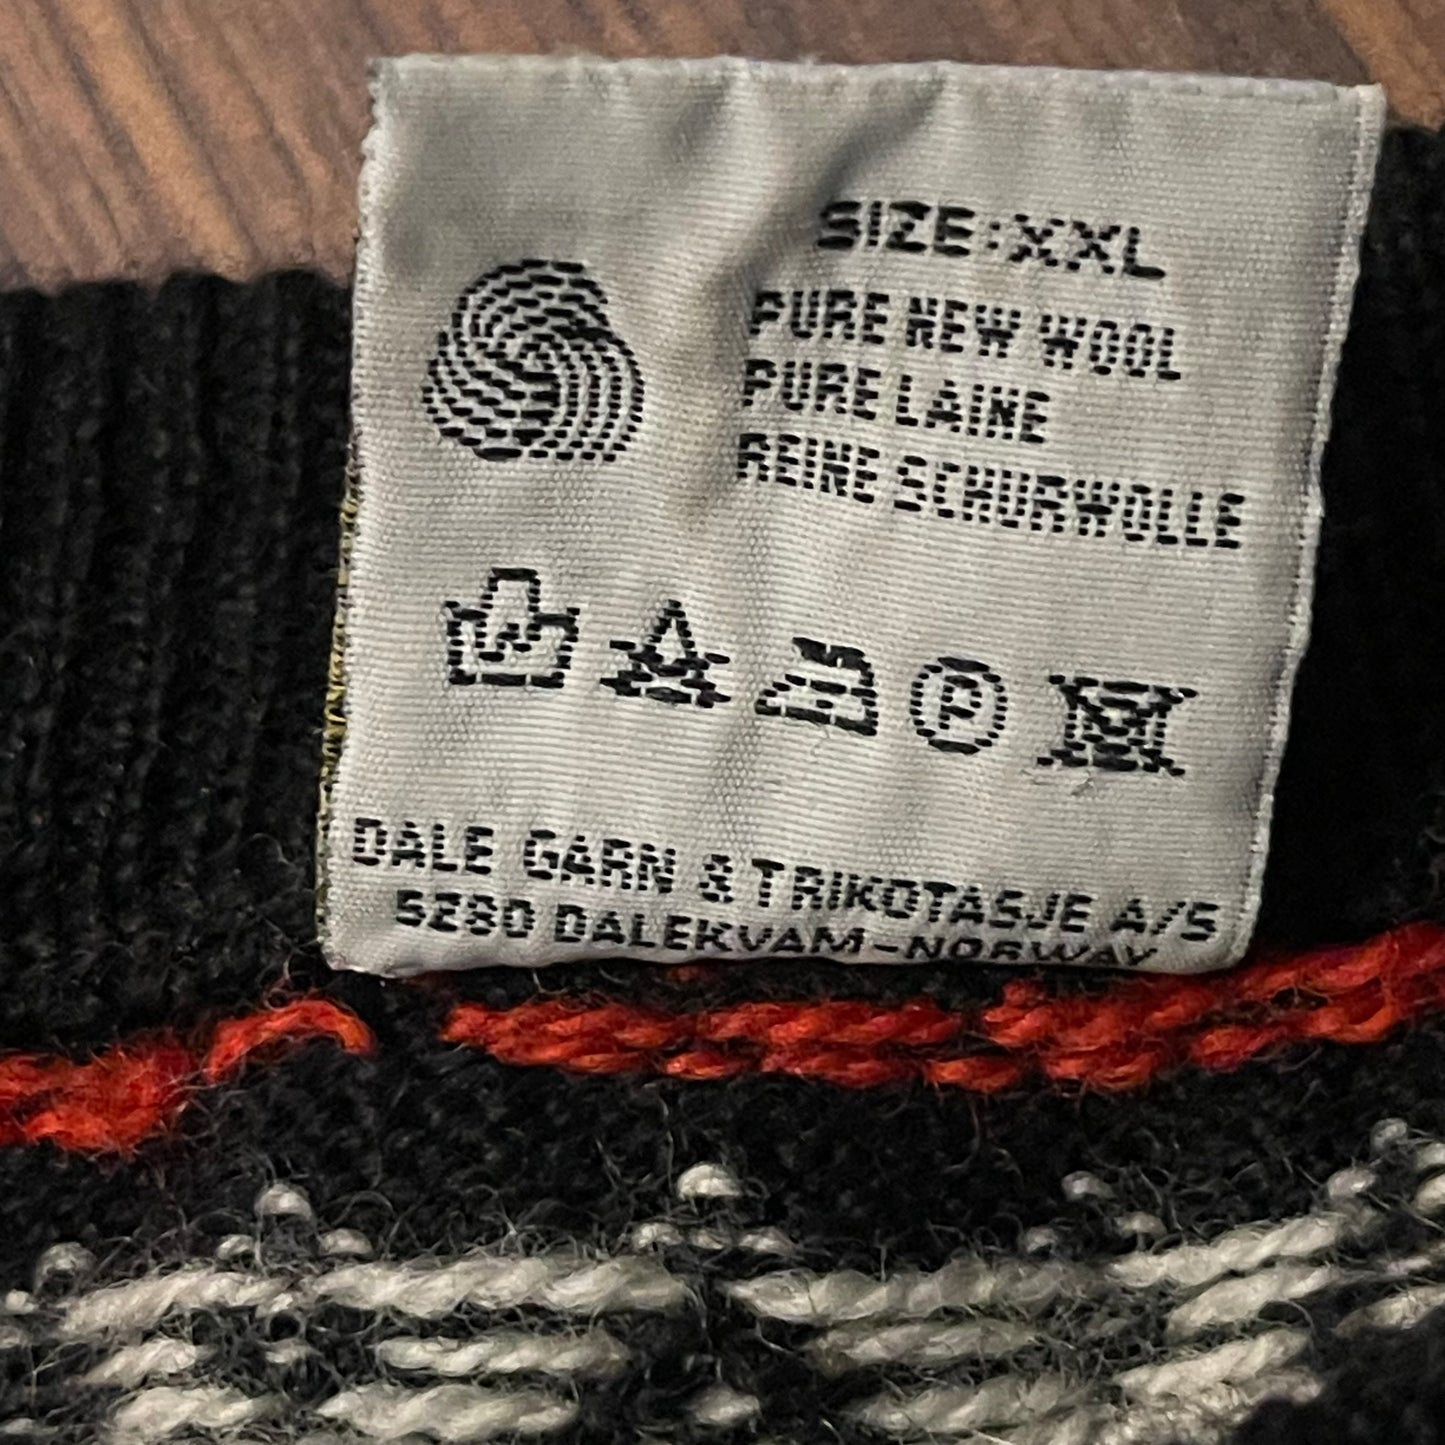 SIZE:XXL
PURE NEW WOOL
PURE LAINE
REINE SCHURWOLLE
W
P
DALE GARN & TRIKOTASJE A/S
5280 DALEKVAM-NORWAY